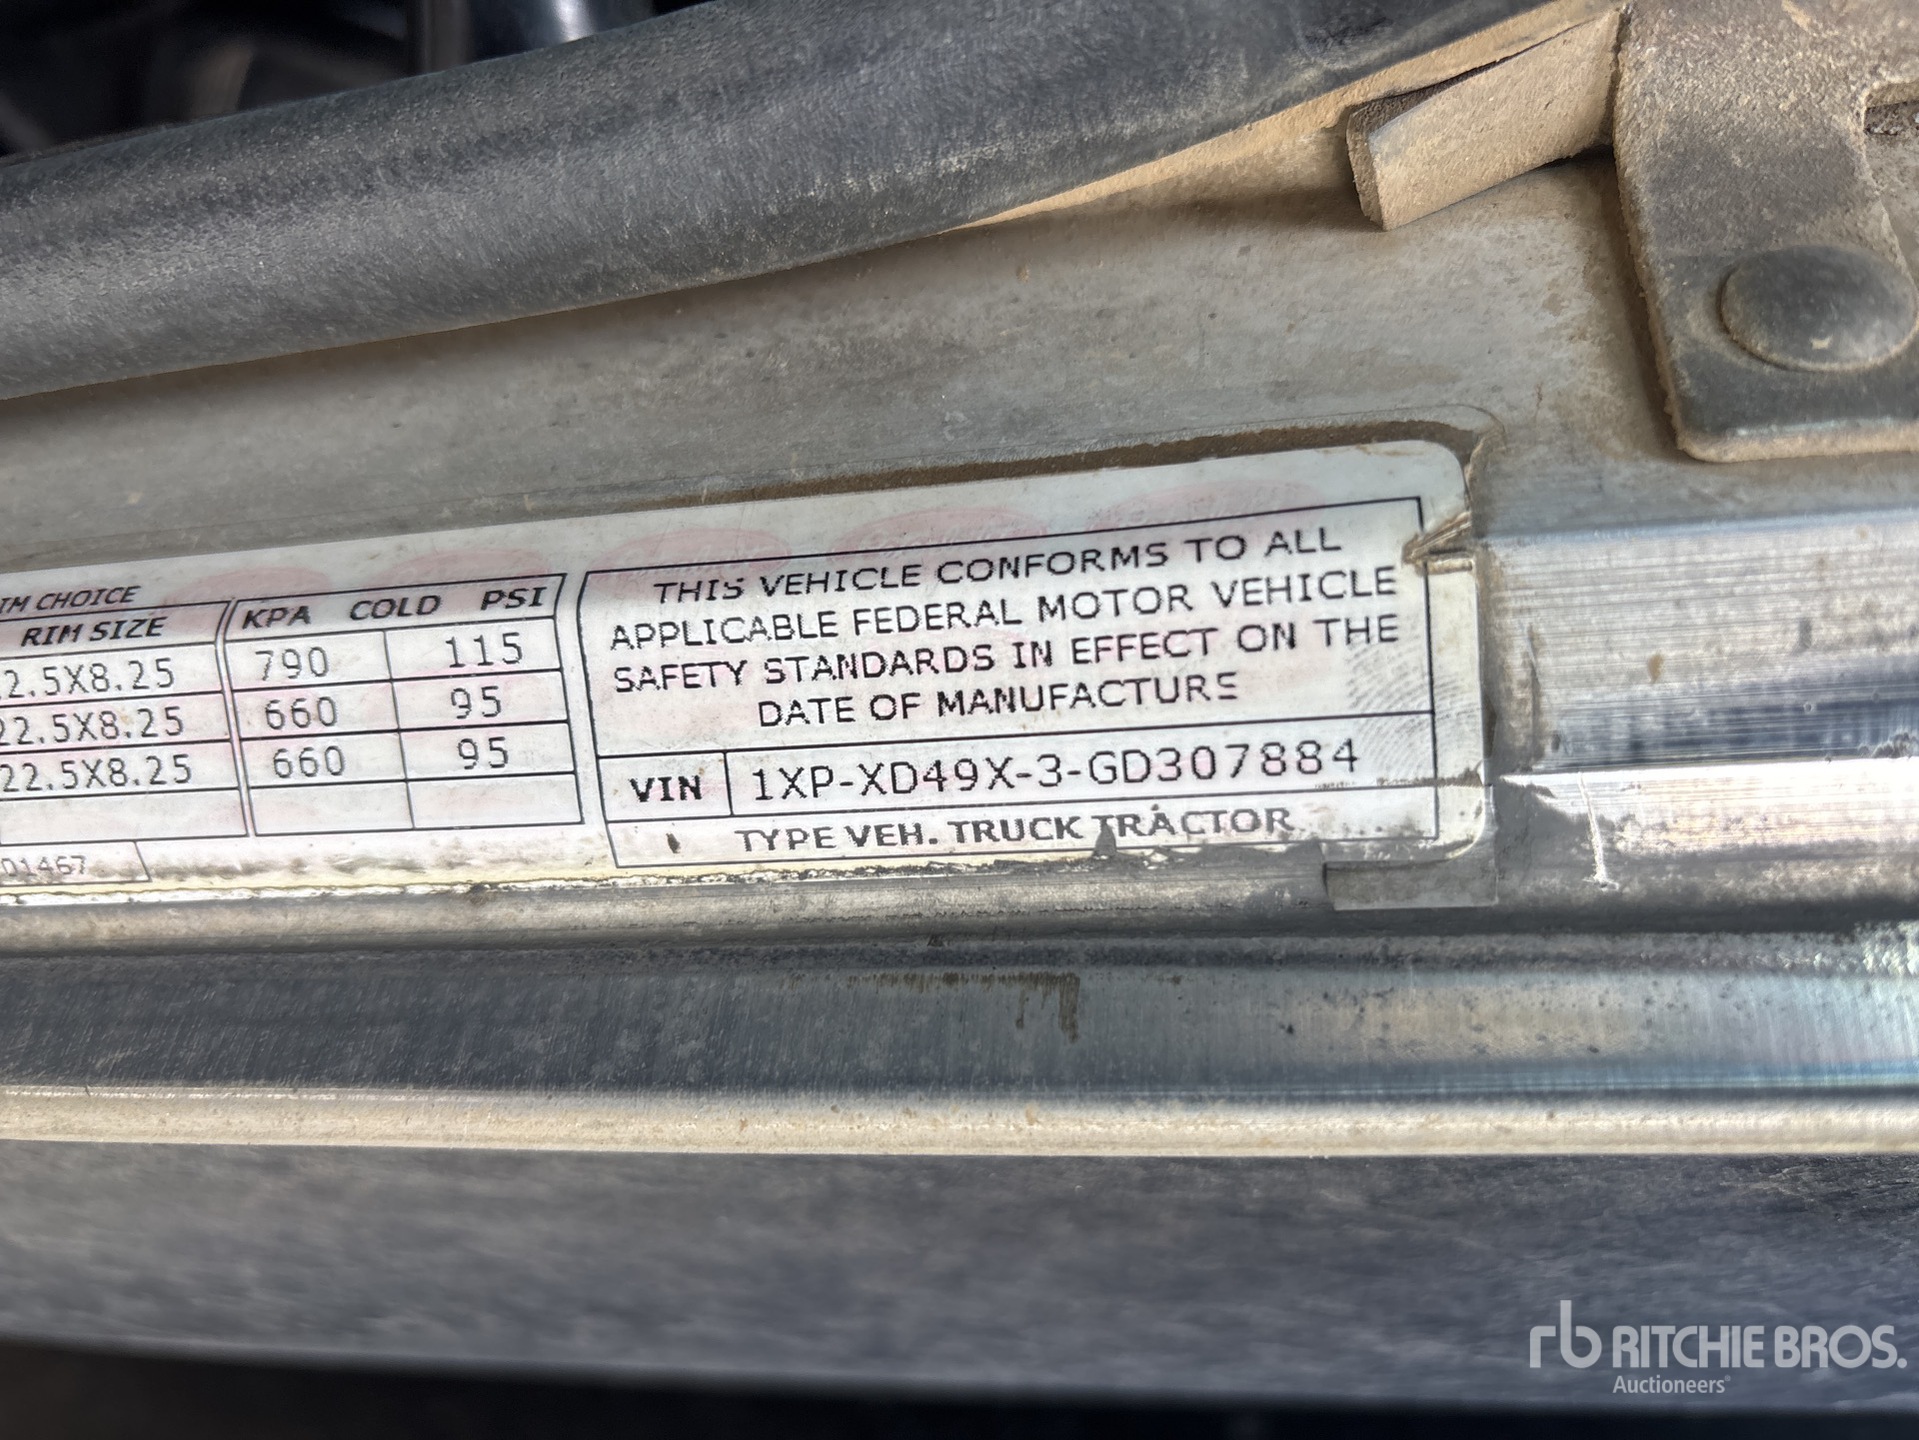 IM CHOICE
RIM SIZE
KPA COLD PSI
2.5X8.25 790 115
22.5X8.25 660 95
22.5X8.25 660 95
01467
THIS VEHICLE CONFORMS TO ALL
APPLICABLE FEDERAL MOTOR VEHICLE
SAFETY STANDARDS IN EFFECT ON THE
DATE OF MANUFACTURE
VIN 1XP-XD49X-3-GD307884
TYPE VEH. TRUCK TRACTOR
rb RITCHIE BROS.
Auctioneers